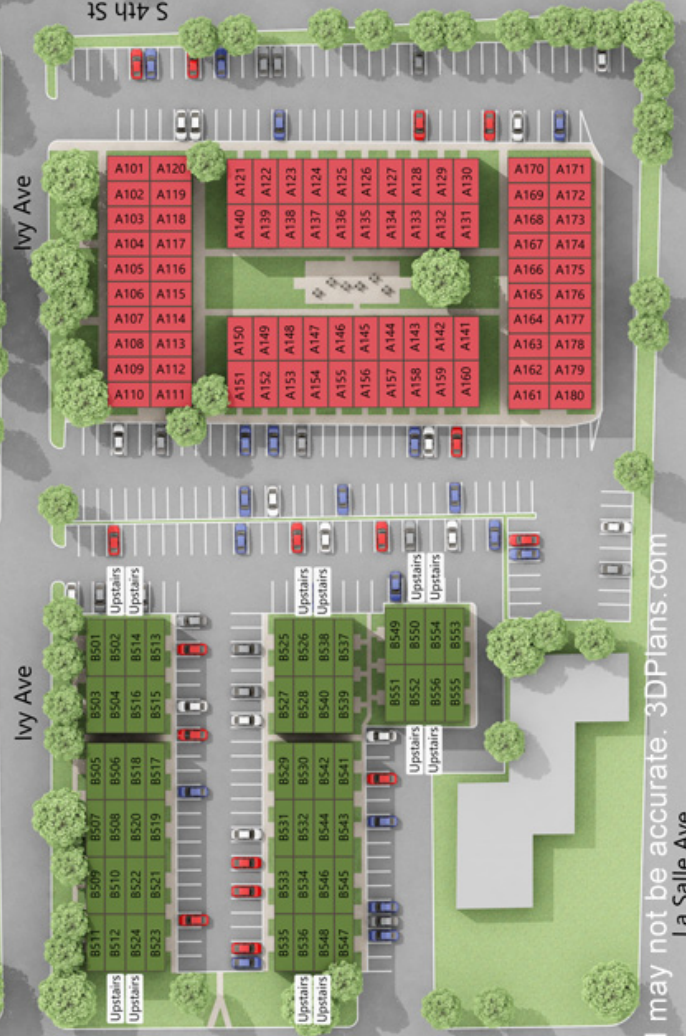 S 4th St
Ivy Ave
A101 A120
A102 A119
A103 A118
A104 A117
A105 A116
A106 A115
A107 A114
A108 A113
A109 A112
A110 A111
A121 A122 A123 A124 A125 A126 A127 A128 A129 A130
A140 A139 A138 A137 A136 A135 A134 A133 A132 A131
A150 A149 A148 A147 A146 A145 A144 A143 A142 A141
A151 A152 A153 A154 A155 A156 A157 A158 A159 A160
A170 A171
A169 A172
A168 A173
A167 A174
A166 A175
A165 A176
A164 A177
A163 A178
A162 A179
A161 A180
Ivy Ave
Upstairs Upstairs
Upstairs Upstairs
Upstairs Upstairs
B501 B502 B514 B513
B503 B504 B516 B515
B505 B506 B518 B517
B507 B508 B520 B519
B509 B510 B522 B521
B511 B512 B524 B523
Upstairs Upstairs
B525 B526 B538 B537
B527 B528 B540 B539
B529 B530 B542 B541
B531 B532 B544 B543
B533 B534 B546 B545
B535 B536 B548 B547
Upstairs Upstairs
B549 B550 B554 B553
B551 B552 B556 B555
Upstairs Upstairs
may not be accurate. 3DPlans.com
La Salle Ave